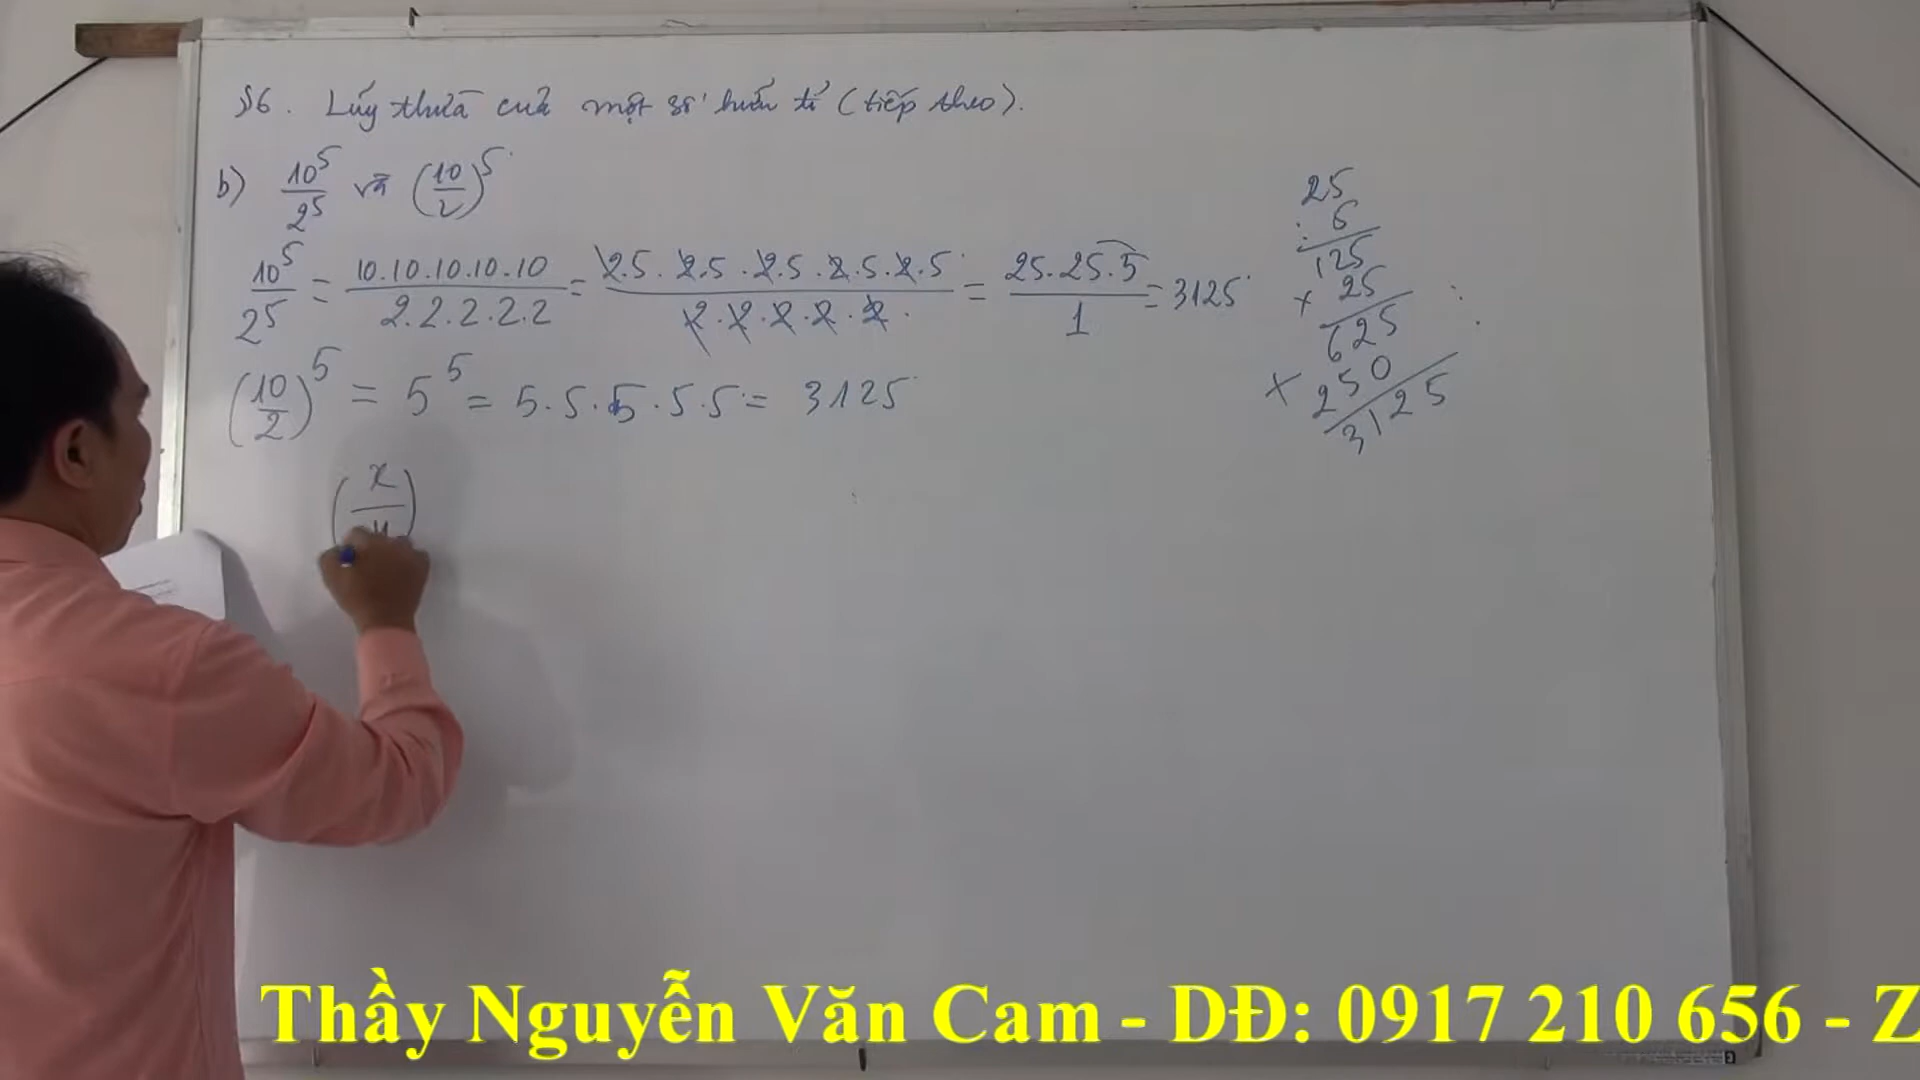 §6. Lũy thừa của một số hữu tỉ (tiếp theo).
b) 10^5/2^5 và (10/2)^5
10^5/2^5 = 10.10.10.10.10/2.2.2.2.2 = 2.5.2.5.2.5.2.5.2.5/2.2.2.2.2 = 25.25.5/1 = 3125
(10/2)^5 = 5^5 = 5.5.5.5.5 = 3125
(x/y)
25
5
125
× 25
625
× 250
3125
Thầy Nguyễn Văn Cam - DĐ: 0917 210 656 - Z